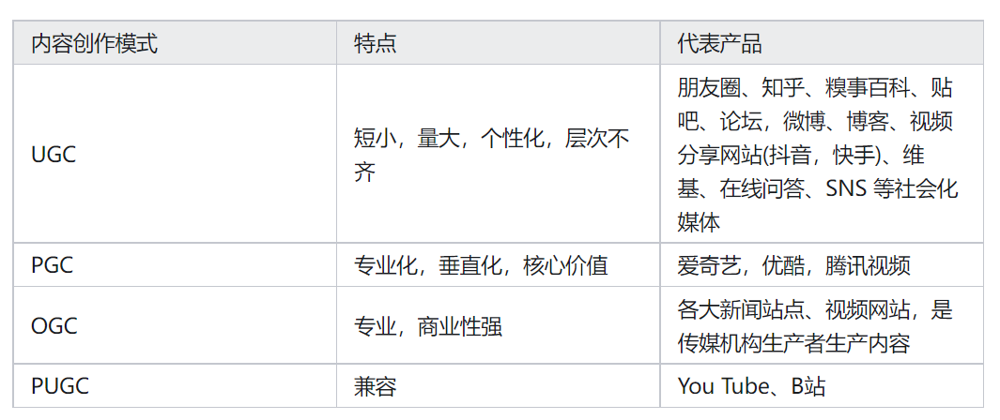 内容创作模式 特点 代表产品
UGC
短小，量大，个性化，层次不
齐
朋友圈、知乎、糗事百科、贴
吧、论坛，微博、博客、视频
分享网站(抖音，快手)、维
基、在线问答、SNS 等社会化
媒体
PGC 专业化，垂直化，核心价值 爱奇艺，优酷，腾讯视频
OGC 专业，商业性强
各大新闻站点、视频网站，是
传媒机构生产者生产内容
PUGC 兼容 You Tube、B站